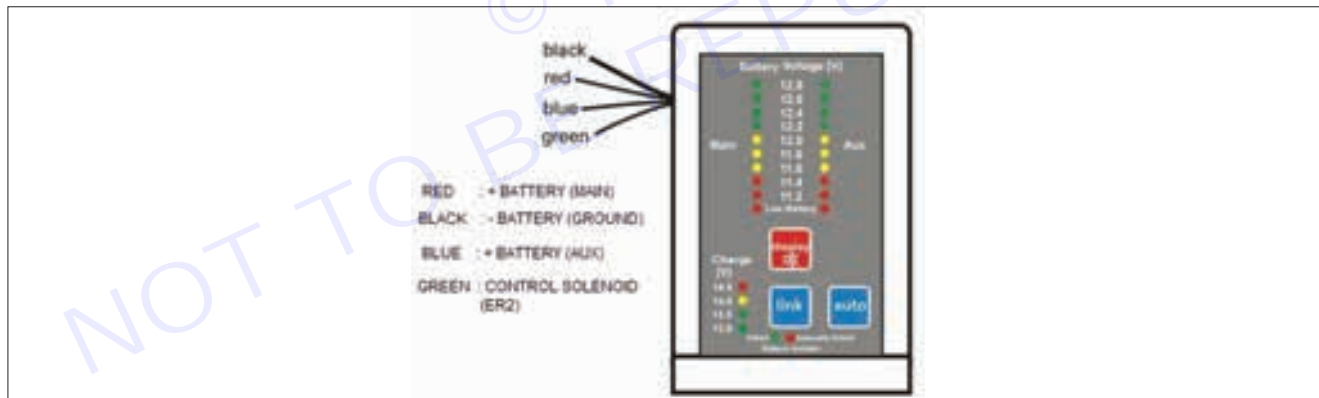 ©
NOT TO BE REPU
black
red
blue
green
RED : + BATTERY (MAIN)
BLACK : - BATTERY (GROUND)
BLUE : + BATTERY (AUX)
GREEN : CONTROL SOLENOID
(ER2)
Battery Voltage [V]
12.8
12.6
12.4
12.2
Main 12.0 Aux
11.8
11.6
11.4
11.2
Low Battery
display
Charge
[V]
link
auto